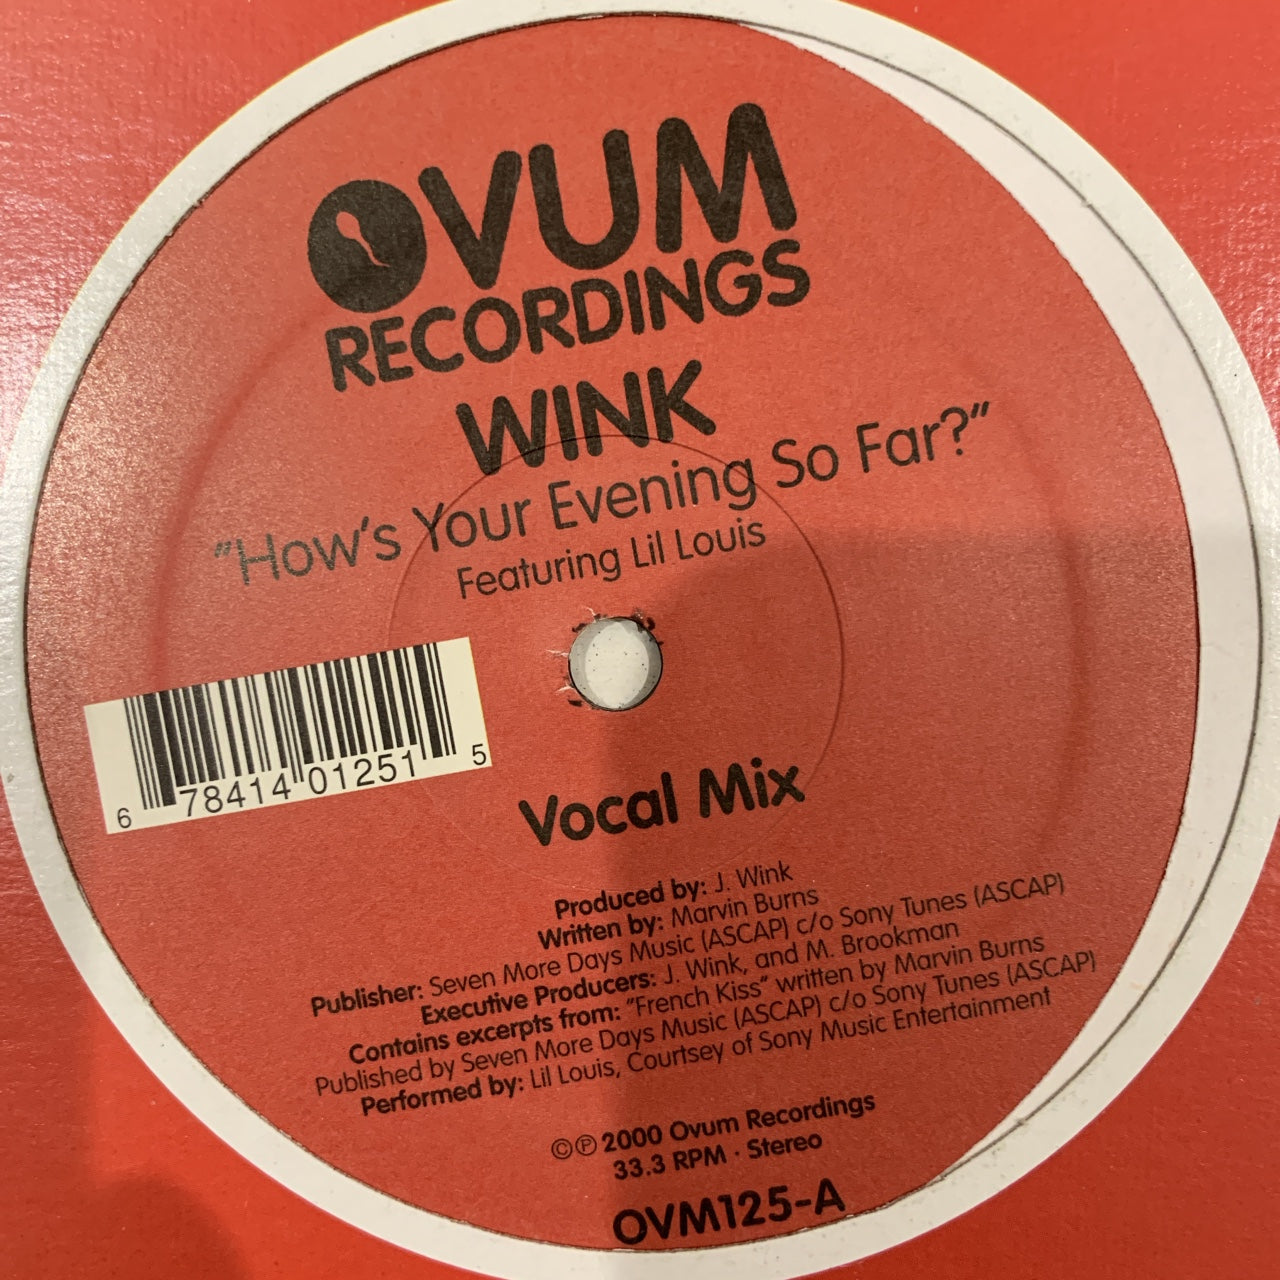 OVUM
RECORDINGS
WINK
"How's Your Evening So Far?"
Featuring Lil Louis
6 78414 01251 5
Vocal Mix
Produced by: J. Wink
Written by: Marvin Burns
Publisher: Seven More Days Music (ASCAP) c/o Sony Tunes (ASCAP)
Executive Producers: J. Wink, and M. Brookman
Contains excerpts from: "French Kiss" written by Marvin Burns
Published by Seven More Days Music (ASCAP) c/o Sony Tunes (ASCAP)
Performed by: Lil Louis, Courtsey of Sony Music Entertainment
©℗ 2000 Ovum Recordings
33.3 RPM · Stereo
OVM125-A